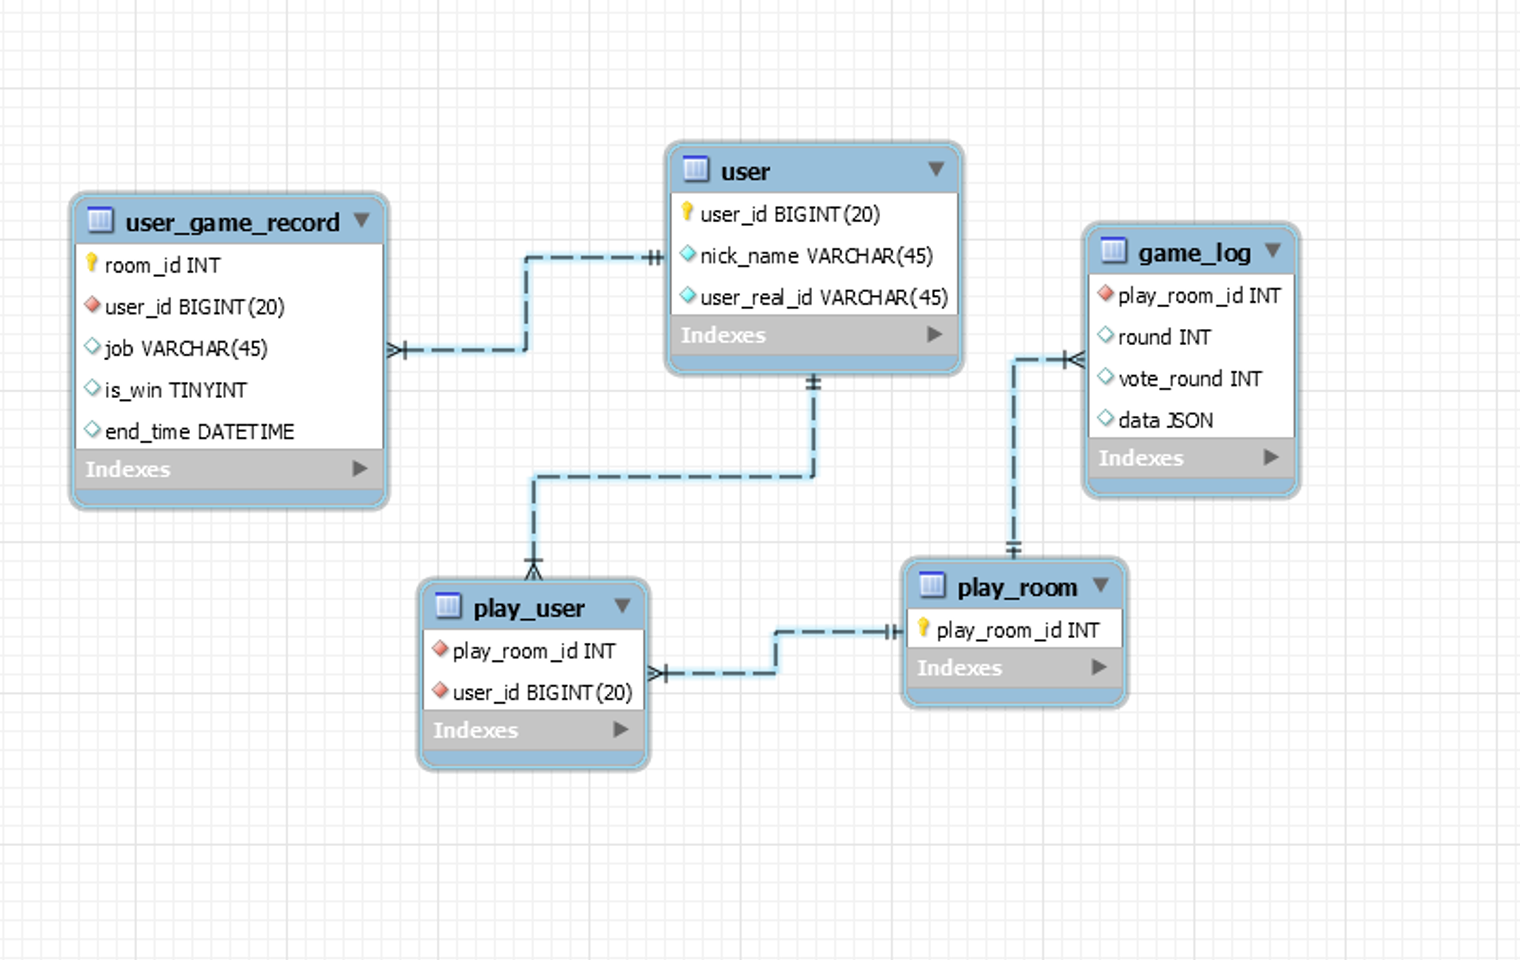 user_game_record
room_id INT
user_id BIGINT(20)
job VARCHAR(45)
is_win TINYINT
end_time DATETIME
Indexes
user
user_id BIGINT(20)
nick_name VARCHAR(45)
user_real_id VARCHAR(45)
Indexes
game_log
play_room_id INT
round INT
vote_round INT
data JSON
Indexes
play_user
play_room_id INT
user_id BIGINT(20)
Indexes
play_room
play_room_id INT
Indexes